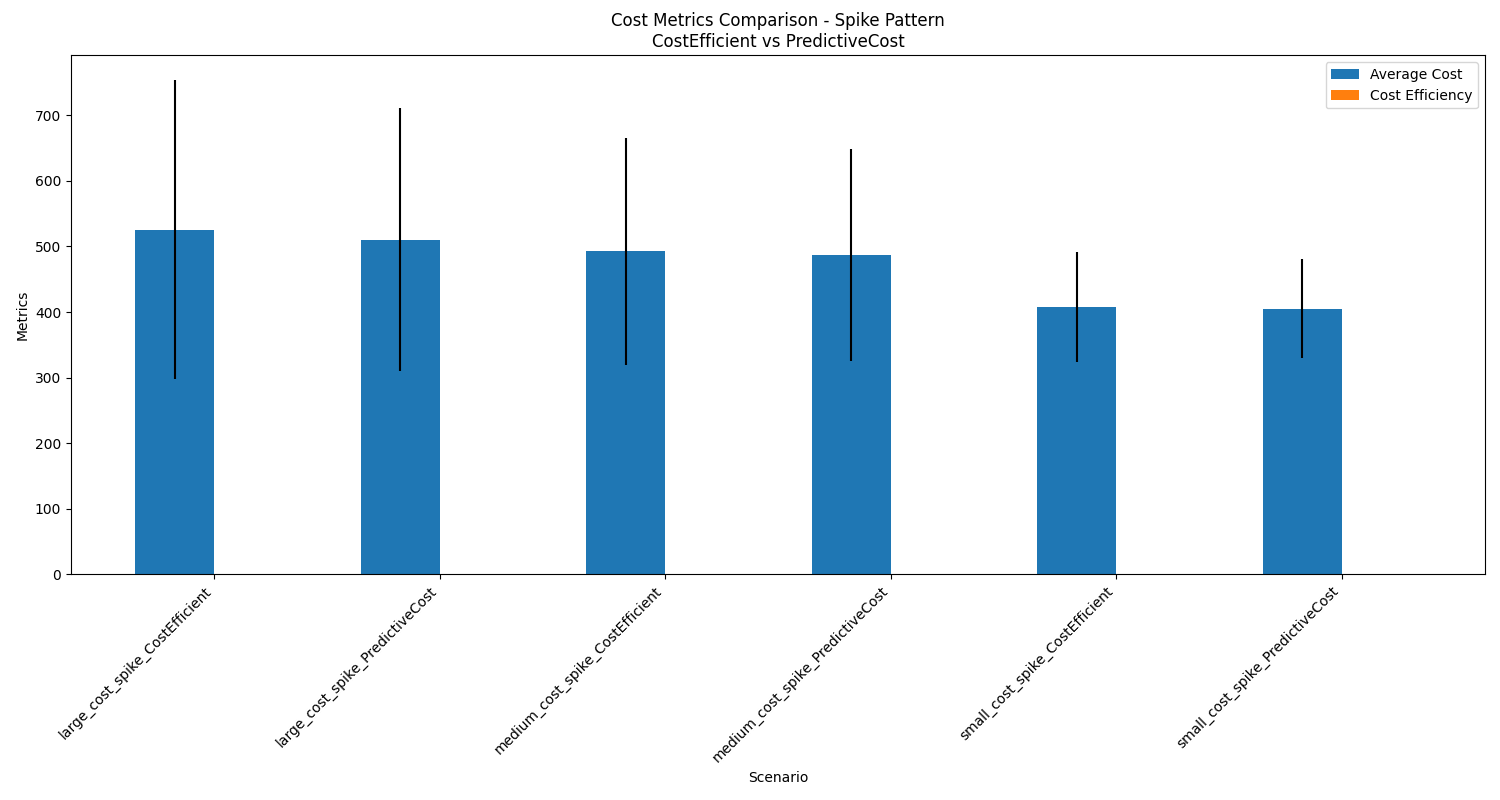 Cost Metrics Comparison - Spike Pattern
CostEfficient vs PredictiveCost
Average Cost
Cost Efficiency
Metrics
700
600
500
400
300
200
100
0
large_cost_spike_CostEfficient
large_cost_spike_PredictiveCost
medium_cost_spike_CostEfficient
medium_cost_spike_PredictiveCost
small_cost_spike_CostEfficient
small_cost_spike_PredictiveCost
Scenario